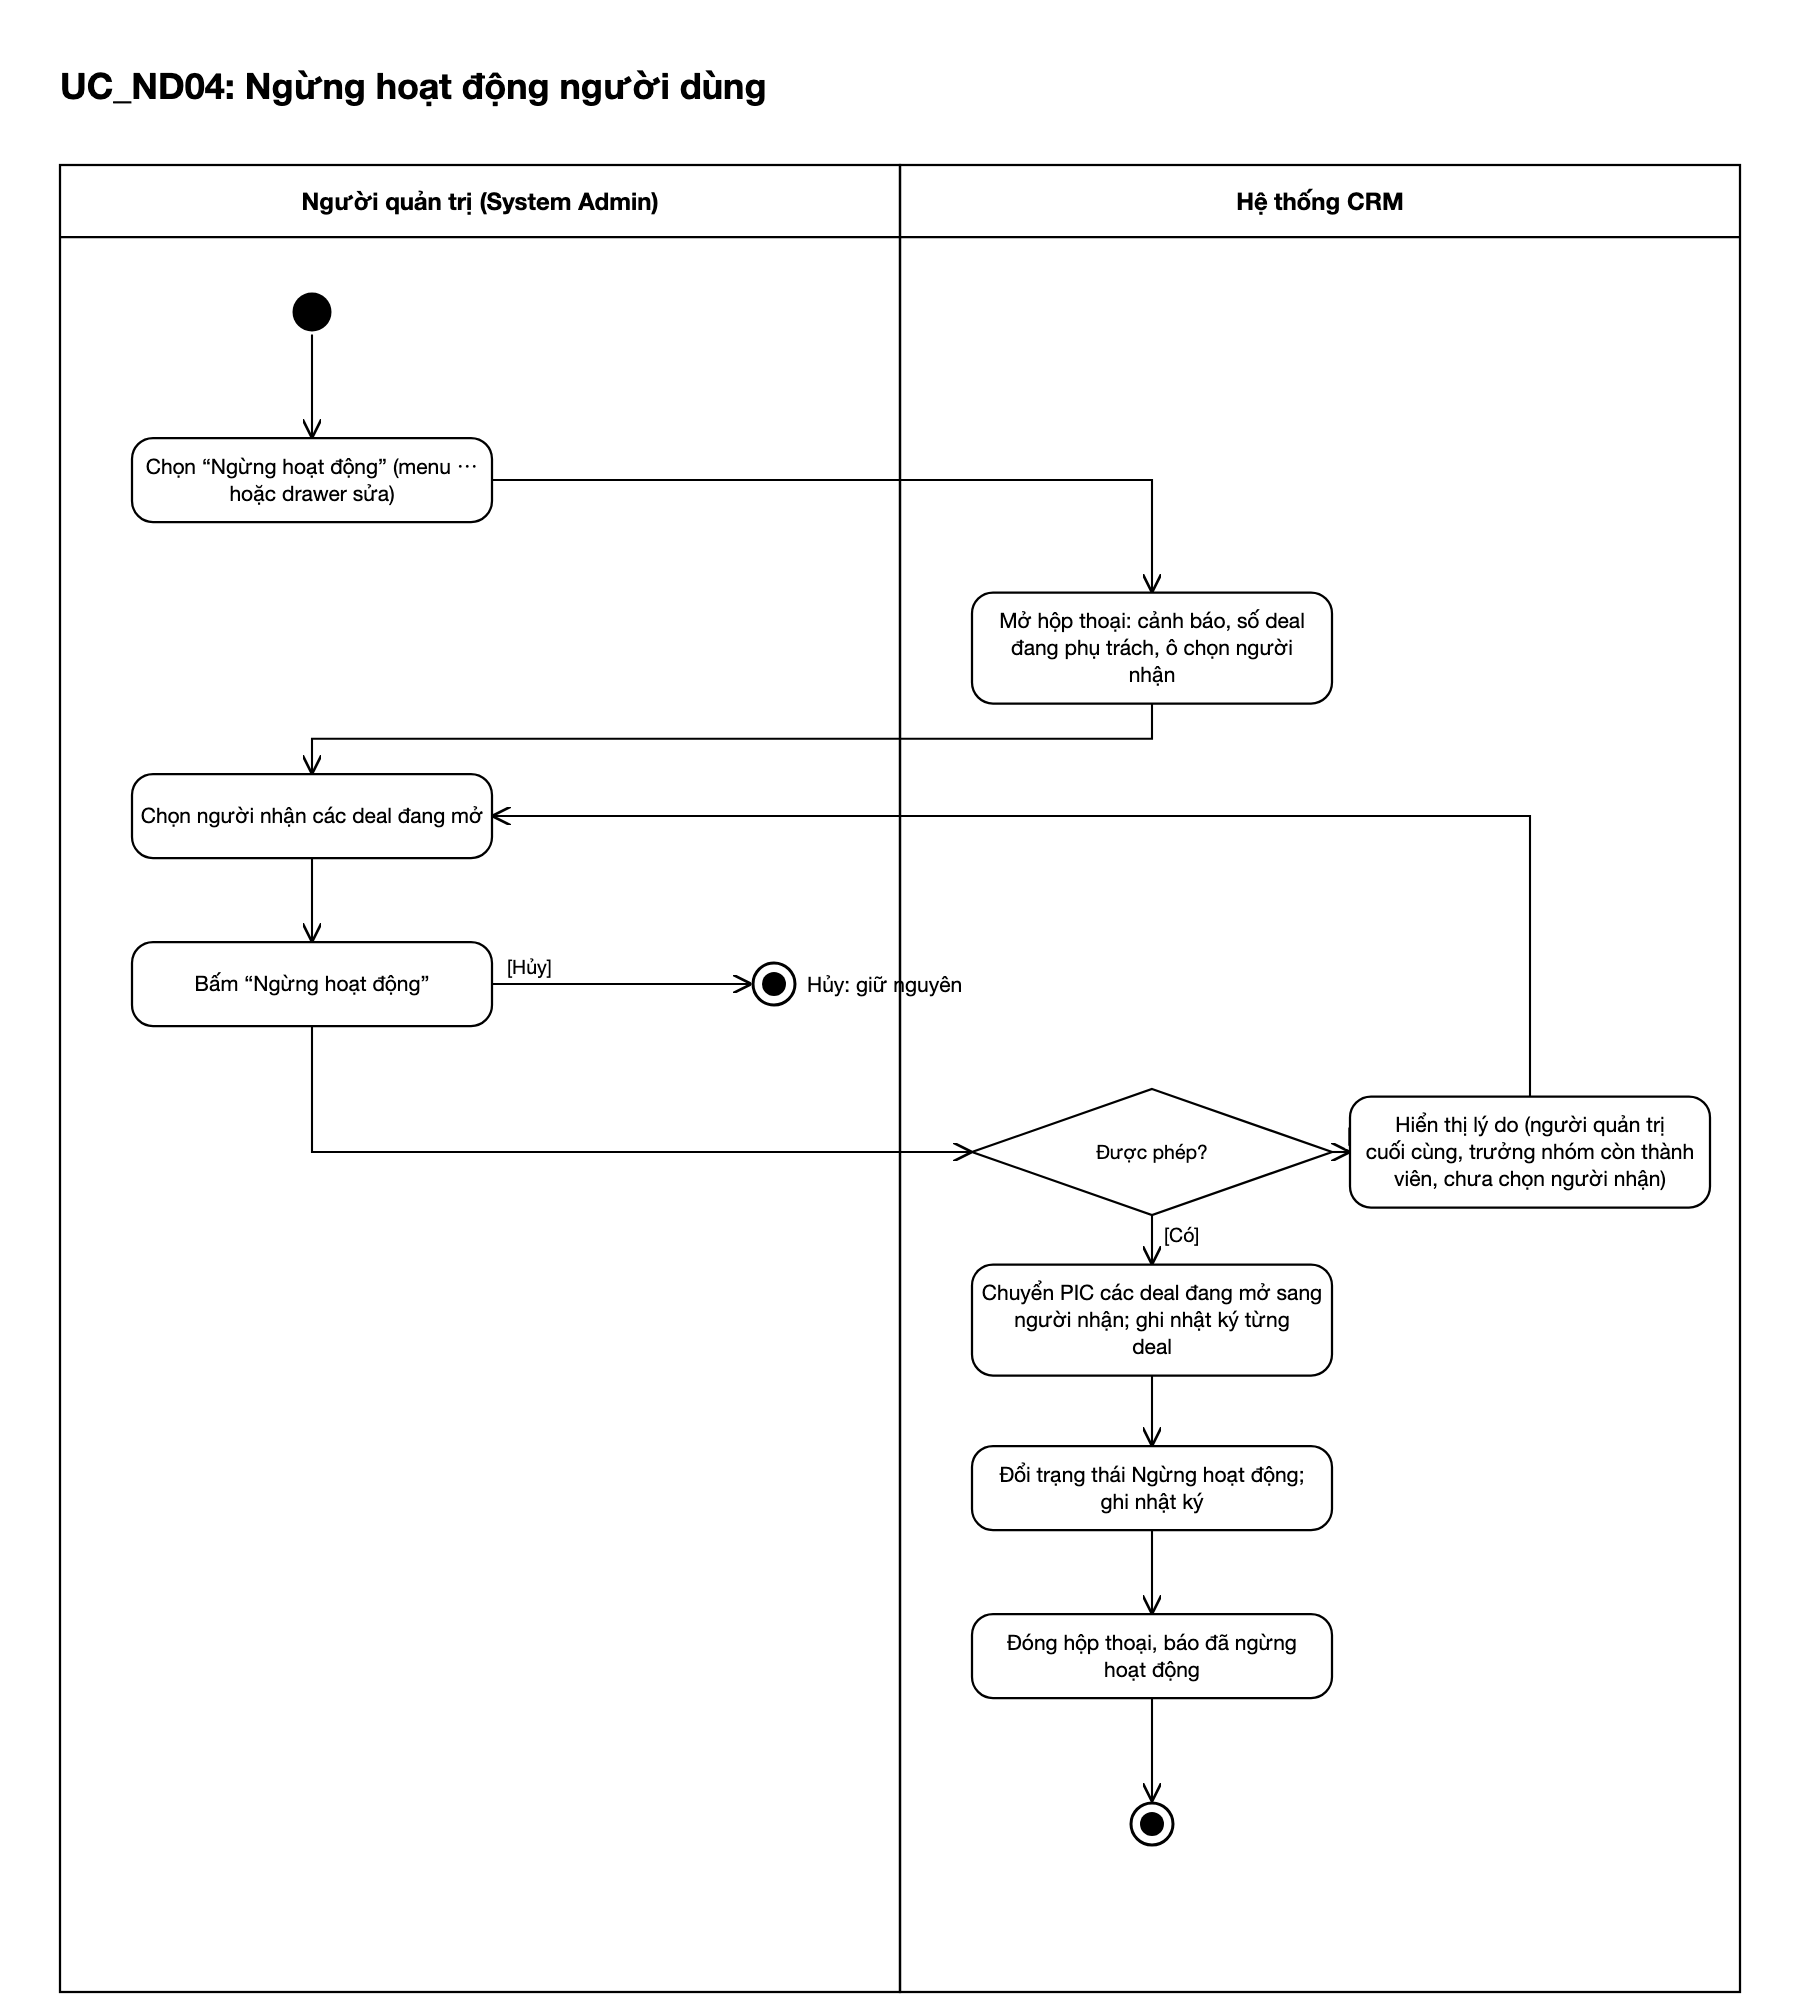 UC_ND04: Ngừng hoạt động người dùng
Người quản trị (System Admin)
Hệ thống CRM
Chọn “Ngừng hoạt động” (menu ⋯
hoặc drawer sửa)
Mở hộp thoại: cảnh báo, số deal
đang phụ trách, ô chọn người
nhận
Chọn người nhận các deal đang mở
Bấm “Ngừng hoạt động”
[Hủy]
Hủy: giữ nguyên
Được phép?
Hiển thị lý do (người quản trị
cuối cùng, trưởng nhóm còn thành
viên, chưa chọn người nhận)
[Có]
Chuyển PIC các deal đang mở sang
người nhận; ghi nhật ký từng
deal
Đổi trạng thái Ngừng hoạt động;
ghi nhật ký
Đóng hộp thoại, báo đã ngừng
hoạt động